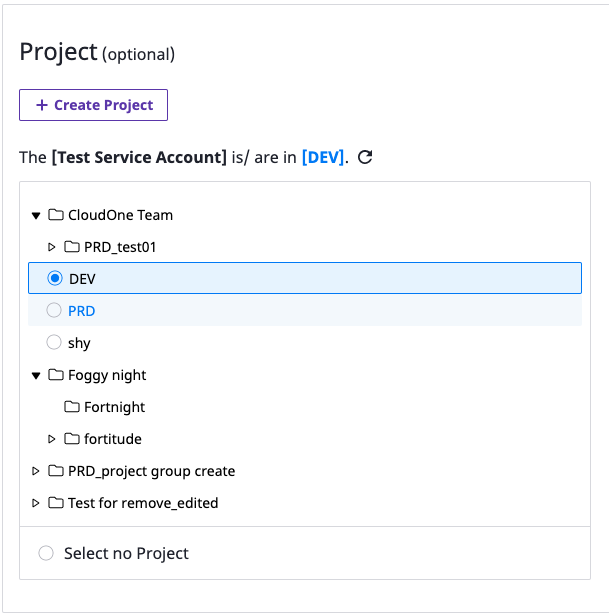 Project (optional)
+ Create Project
The [Test Service Account] is/ are in [DEV].
CloudOne Team
PRD_test01
DEV
PRD
shy
Foggy night
Fortnight
fortitude
PRD_project group create
Test for remove_edited
Select no Project